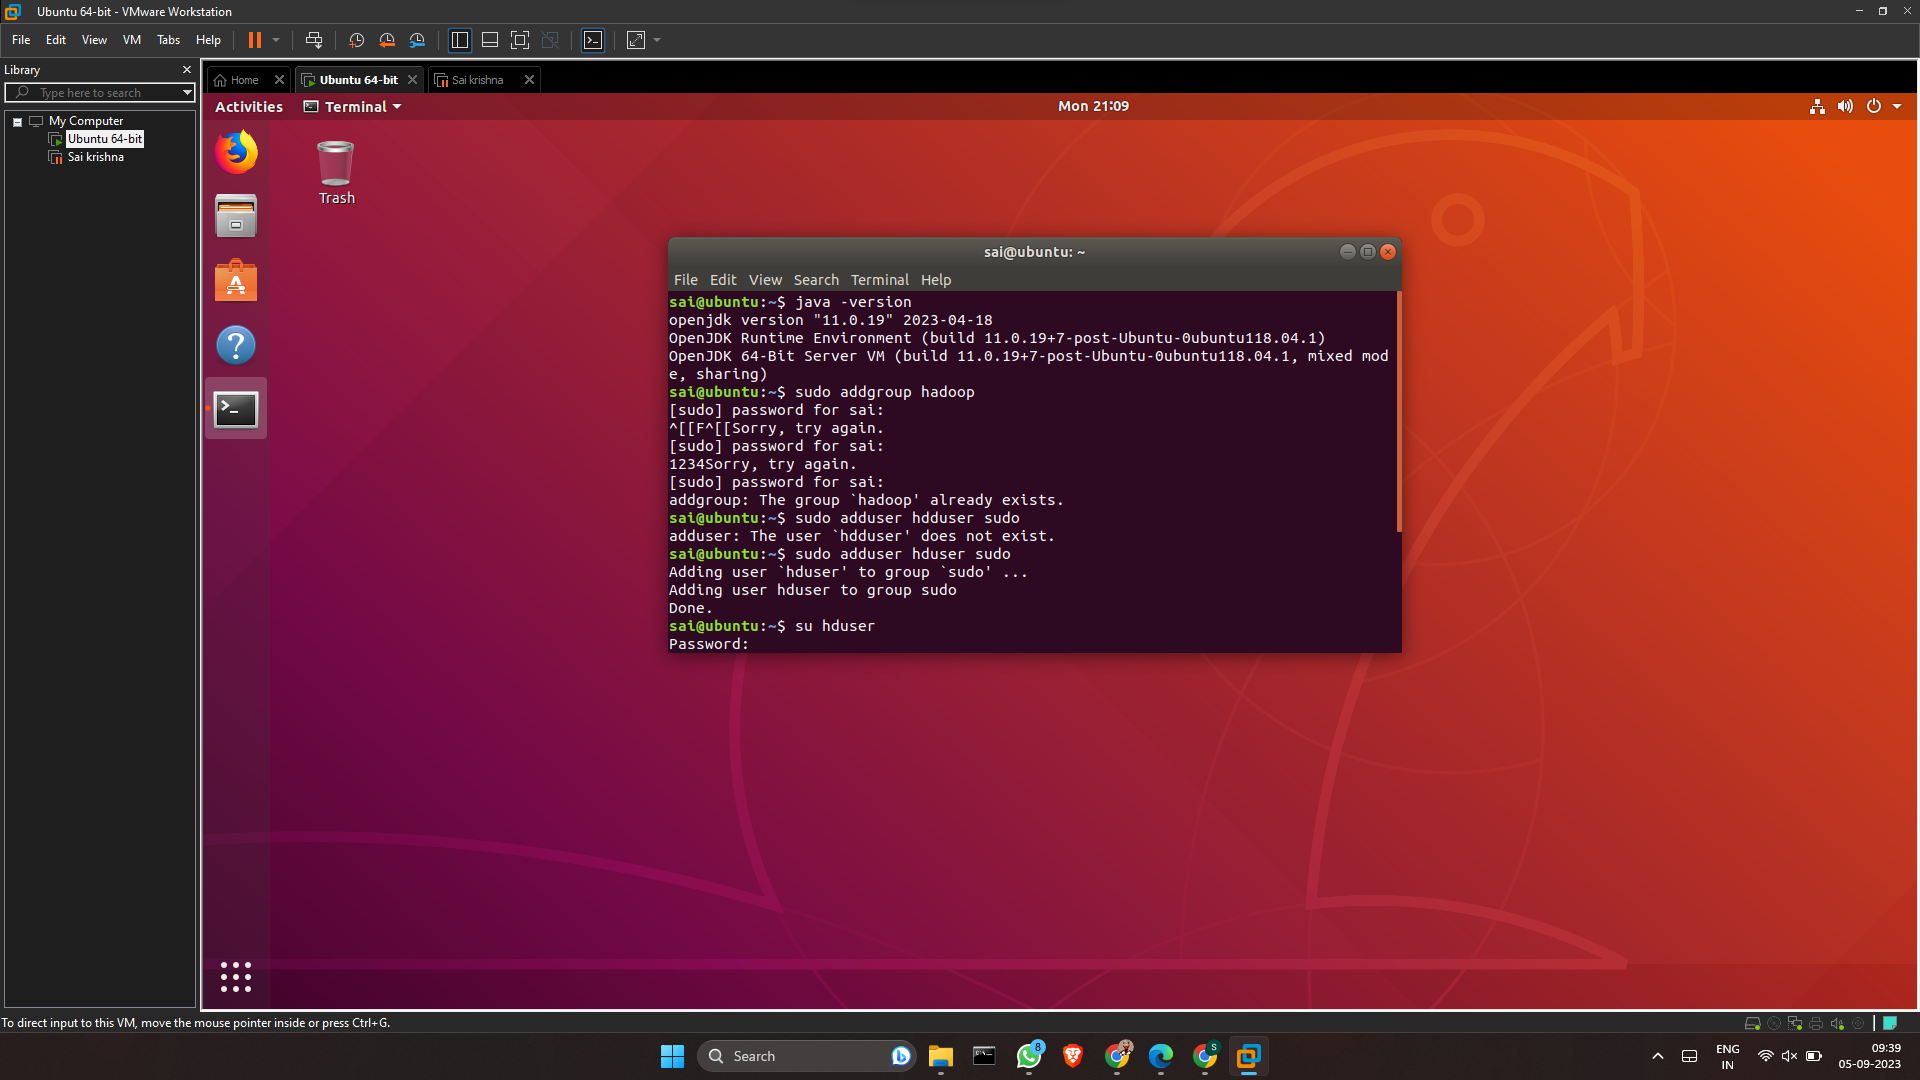 Ubuntu 64-bit - VMware Workstation
File Edit View VM Tabs Help
Library
Type here to search
My Computer
Ubuntu 64-bit
Sai krishna
Home
Ubuntu 64-bit
Sai krishna
Activities
Terminal
Mon 21:09
Trash
sai@ubuntu: ~
File Edit View Search Terminal Help
sai@ubuntu:~$ java -version
openjdk version "11.0.19" 2023-04-18
OpenJDK Runtime Environment (build 11.0.19+7-post-Ubuntu-0ubuntu118.04.1)
OpenJDK 64-Bit Server VM (build 11.0.19+7-post-Ubuntu-0ubuntu118.04.1, mixed mod
e, sharing)
sai@ubuntu:~$ sudo addgroup hadoop
[sudo] password for sai:
^[[F^[[Sorry, try again.
[sudo] password for sai:
1234Sorry, try again.
[sudo] password for sai:
addgroup: The group `hadoop' already exists.
sai@ubuntu:~$ sudo adduser hdduser sudo
adduser: The user `hdduser' does not exist.
sai@ubuntu:~$ sudo adduser hduser sudo
Adding user `hduser' to group `sudo' ...
Adding user hduser to group sudo
Done.
sai@ubuntu:~$ su hduser
Password:
To direct input to this VM, move the mouse pointer inside or press Ctrl+G.
Search
8
S
ENG
IN
09:39
05-09-2023